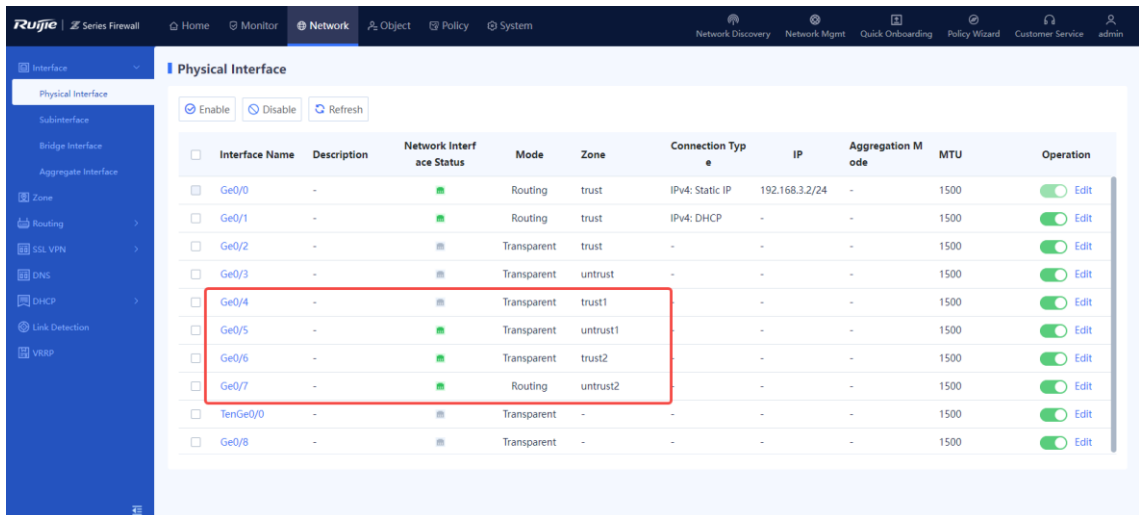 Ruijie | Z Series Firewall
Home
Monitor
Network
Object
Policy
System
Network Discovery
Network Mgmt
Quick Onboarding
Policy Wizard
Customer Service
admin
Interface
Physical Interface
Subinterface
Bridge Interface
Aggregate Interface
Zone
Routing
SSL VPN
DNS
DHCP
Link Detection
VRRP
Physical Interface
Enable Disable Refresh
Interface Name Description Network Interf Mode Zone Connection Typ IP Aggregation M MTU Operation
ace Status e ode
Ge0/0 - Routing trust IPv4: Static IP 192.168.3.2/24 - 1500 Edit
Ge0/1 - Routing trust IPv4: DHCP - - 1500 Edit
Ge0/2 - Transparent trust - - - 1500 Edit
Ge0/3 - Transparent untrust - - - 1500 Edit
Ge0/4 - Transparent trust1 - - - 1500 Edit
Ge0/5 - Transparent untrust1 - - - 1500 Edit
Ge0/6 - Transparent trust2 - - - 1500 Edit
Ge0/7 - Routing untrust2 - - - 1500 Edit
TenGe0/0 - Transparent - - - - 1500 Edit
Ge0/8 - Transparent - - - - 1500 Edit